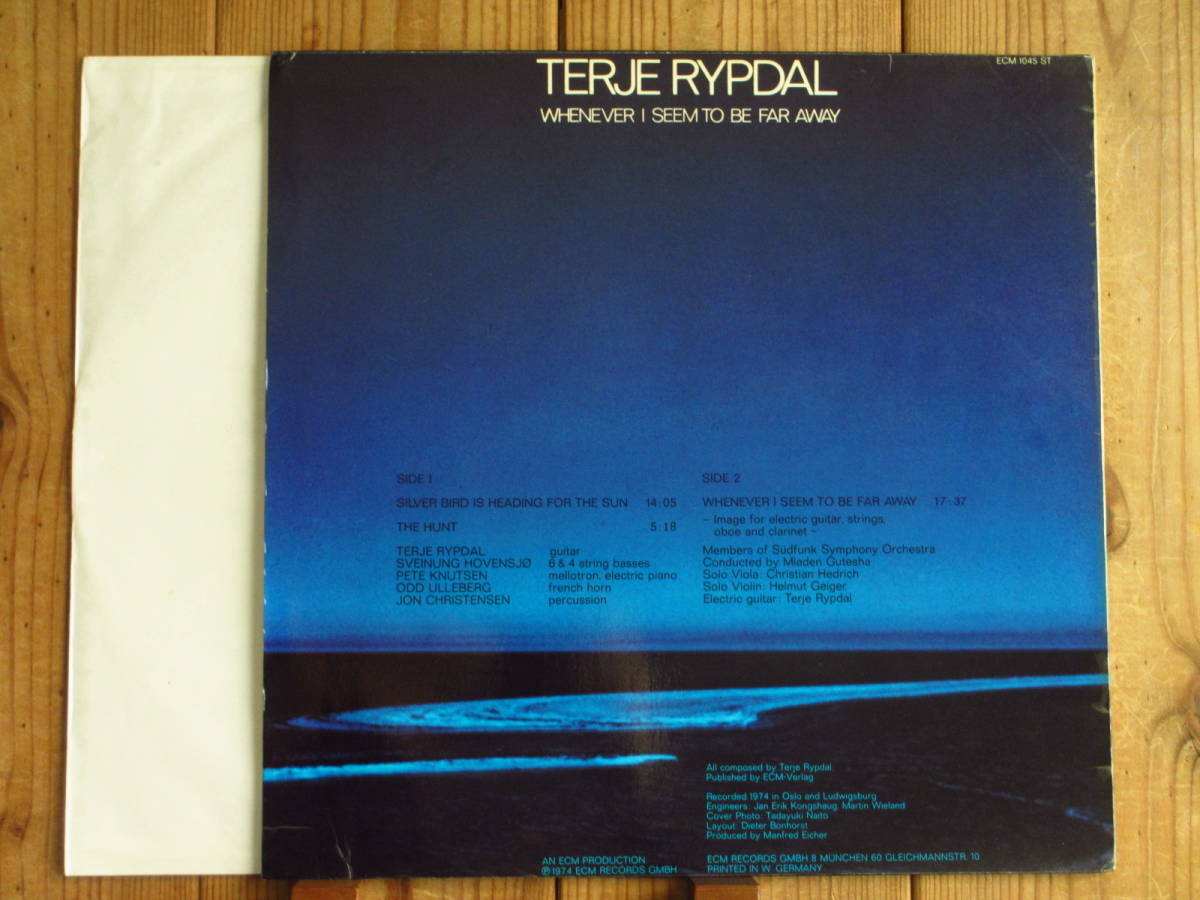 ECM 1045 ST
TERJE RYPDAL
WHENEVER I SEEM TO BE FAR AWAY
SIDE 1
SILVER BIRD IS HEADING FOR THE SUN 14:05
THE HUNT 5:18
TERJE RYPDAL guitar
SVEINUNG HOVENSJØ 6 & 4 string basses
PETE KNUTSEN mellotron, electric piano
ODD ULLEBERG french horn
JON CHRISTENSEN percussion
SIDE 2
WHENEVER I SEEM TO BE FAR AWAY 17:37
– Image for electric guitar, strings,
oboe and clarinet –
Members of Südfunk Symphony Orchestra
Conducted by Mladen Gutesha
Solo Viola: Christian Hedrich
Solo Violin: Helmut Geiger
Electric guitar: Terje Rypdal
All composed by Terje Rypdal
Published by ECM-Verlag
Recorded 1974 in Oslo and Ludwigsburg
Engineers: Jan Erik Kongshaug, Martin Wieland
Cover Photo: Tadayuki Naito
Layout: Dieter Bonhorst
Produced by Manfred Eicher
AN ECM PRODUCTION
℗ 1974 ECM RECORDS GMBH
ECM RECORDS GMBH 8 MÜNCHEN 60 GLEICHMANNSTR. 10
PRINTED IN W. GERMANY